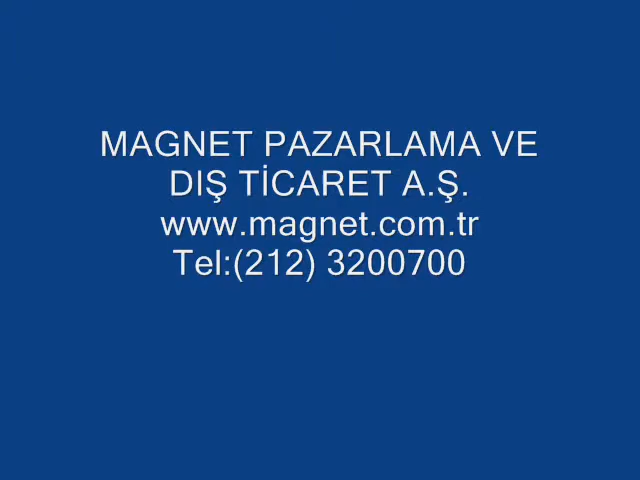 MAGNET PAZARLAMA VE
DIŞ TİCARET A.Ş.
www.magnet.com.tr
Tel:(212) 3200700